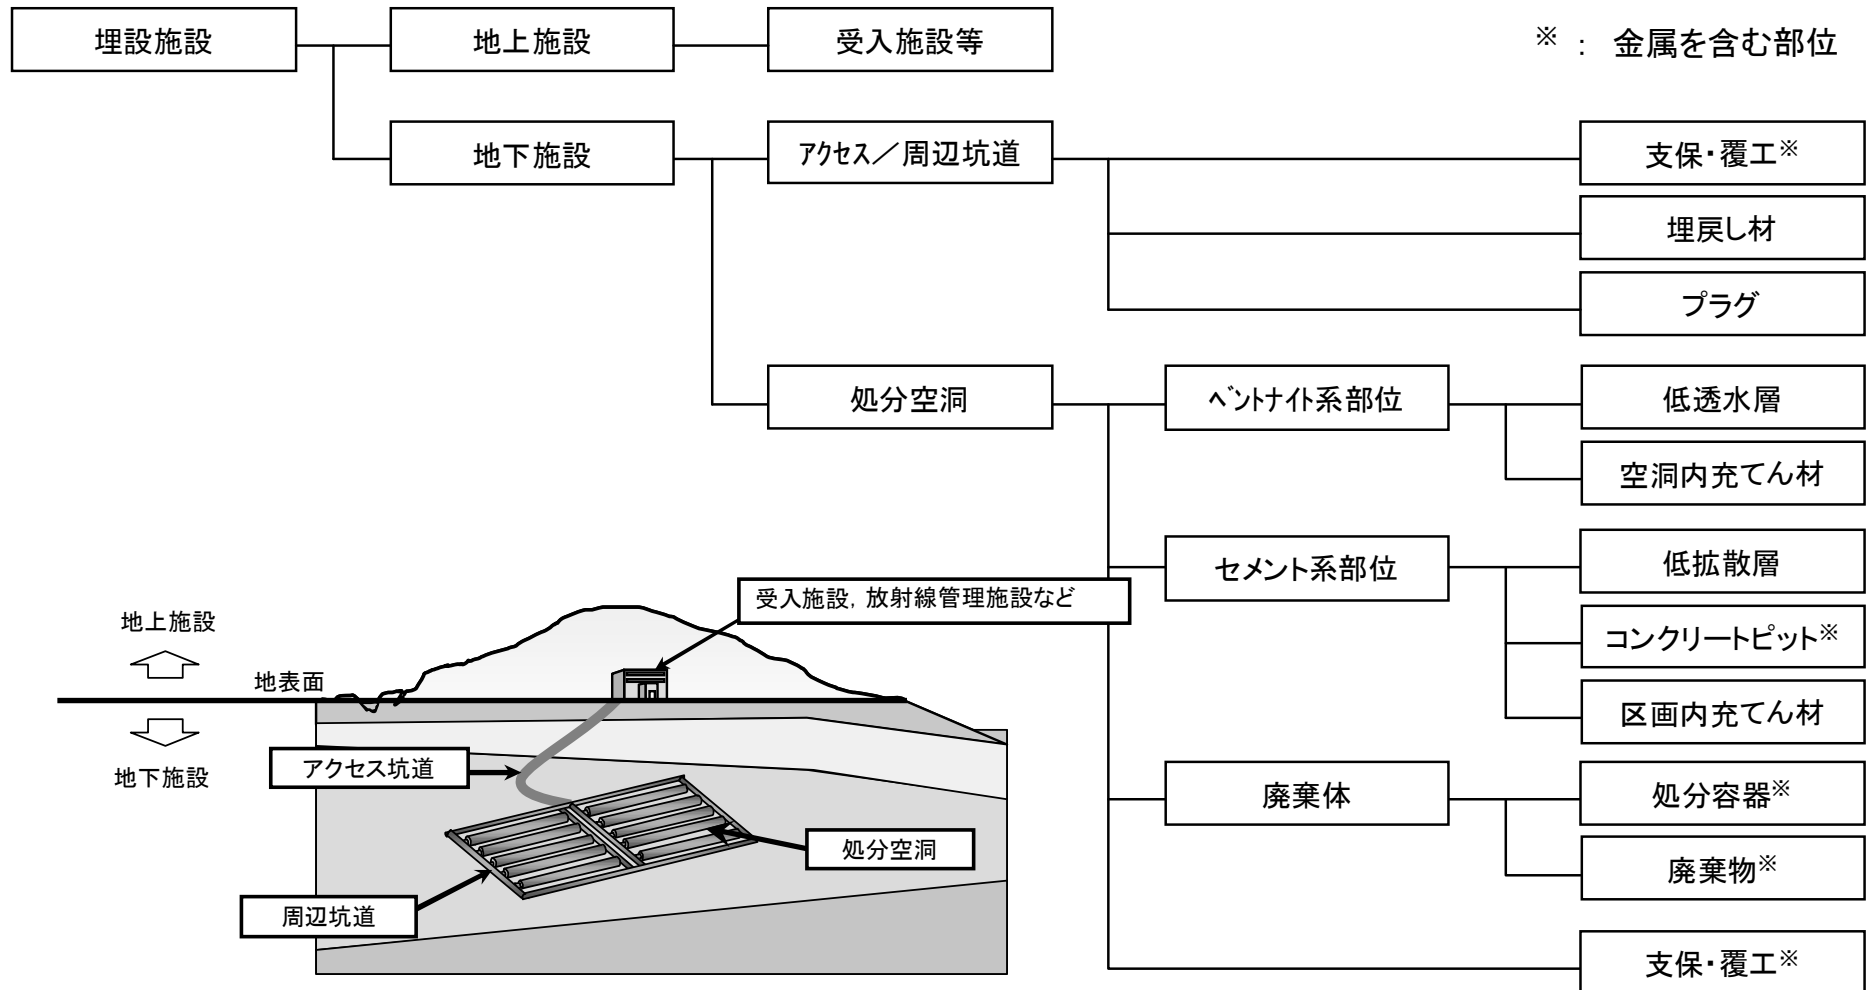 埋設施設
地上施設
受入施設等
※ : 金属を含む部位
地下施設
アクセス／周辺坑道
支保・覆工※
埋戻し材
プラグ
処分空洞
ベントナイト系部位
低透水層
空洞内充てん材
セメント系部位
低拡散層
コンクリートピット※
区画内充てん材
廃棄体
処分容器※
廃棄物※
支保・覆工※
受入施設, 放射線管理施設など
地上施設
地表面
地下施設
アクセス坑道
処分空洞
周辺坑道